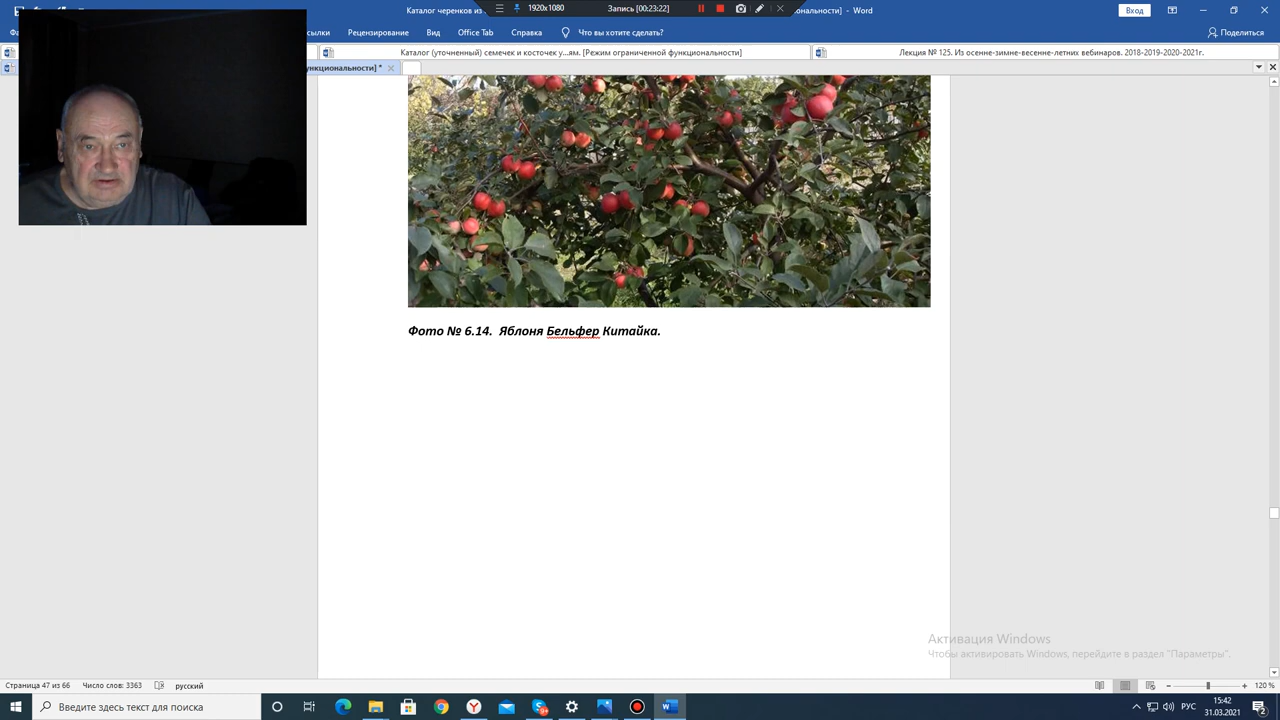 Каталог черенков из
1920x1080
Запись [00:23:22]
ональности] - Word
Вход
сылки
Рецензирование
Вид
Office Tab
Справка
Что вы хотите сделать?
Поделиться
Каталог (уточненный) семечек и косточек у...ям. [Режим ограниченной функциональности]
Лекция № 125. Из осенне-зимне-весенне-летних вебинаров. 2018-2019-2020-2021г.
ункциональности] *
Фото № 6.14. Яблоня Бельфер Китайка.
Активация Windows
Чтобы активировать Windows, перейдите в раздел "Параметры".
Страница 47 из 66
Число слов: 3363
русский
120 %
Введите здесь текст для поиска
РУС
15:42
31.03.2021
2